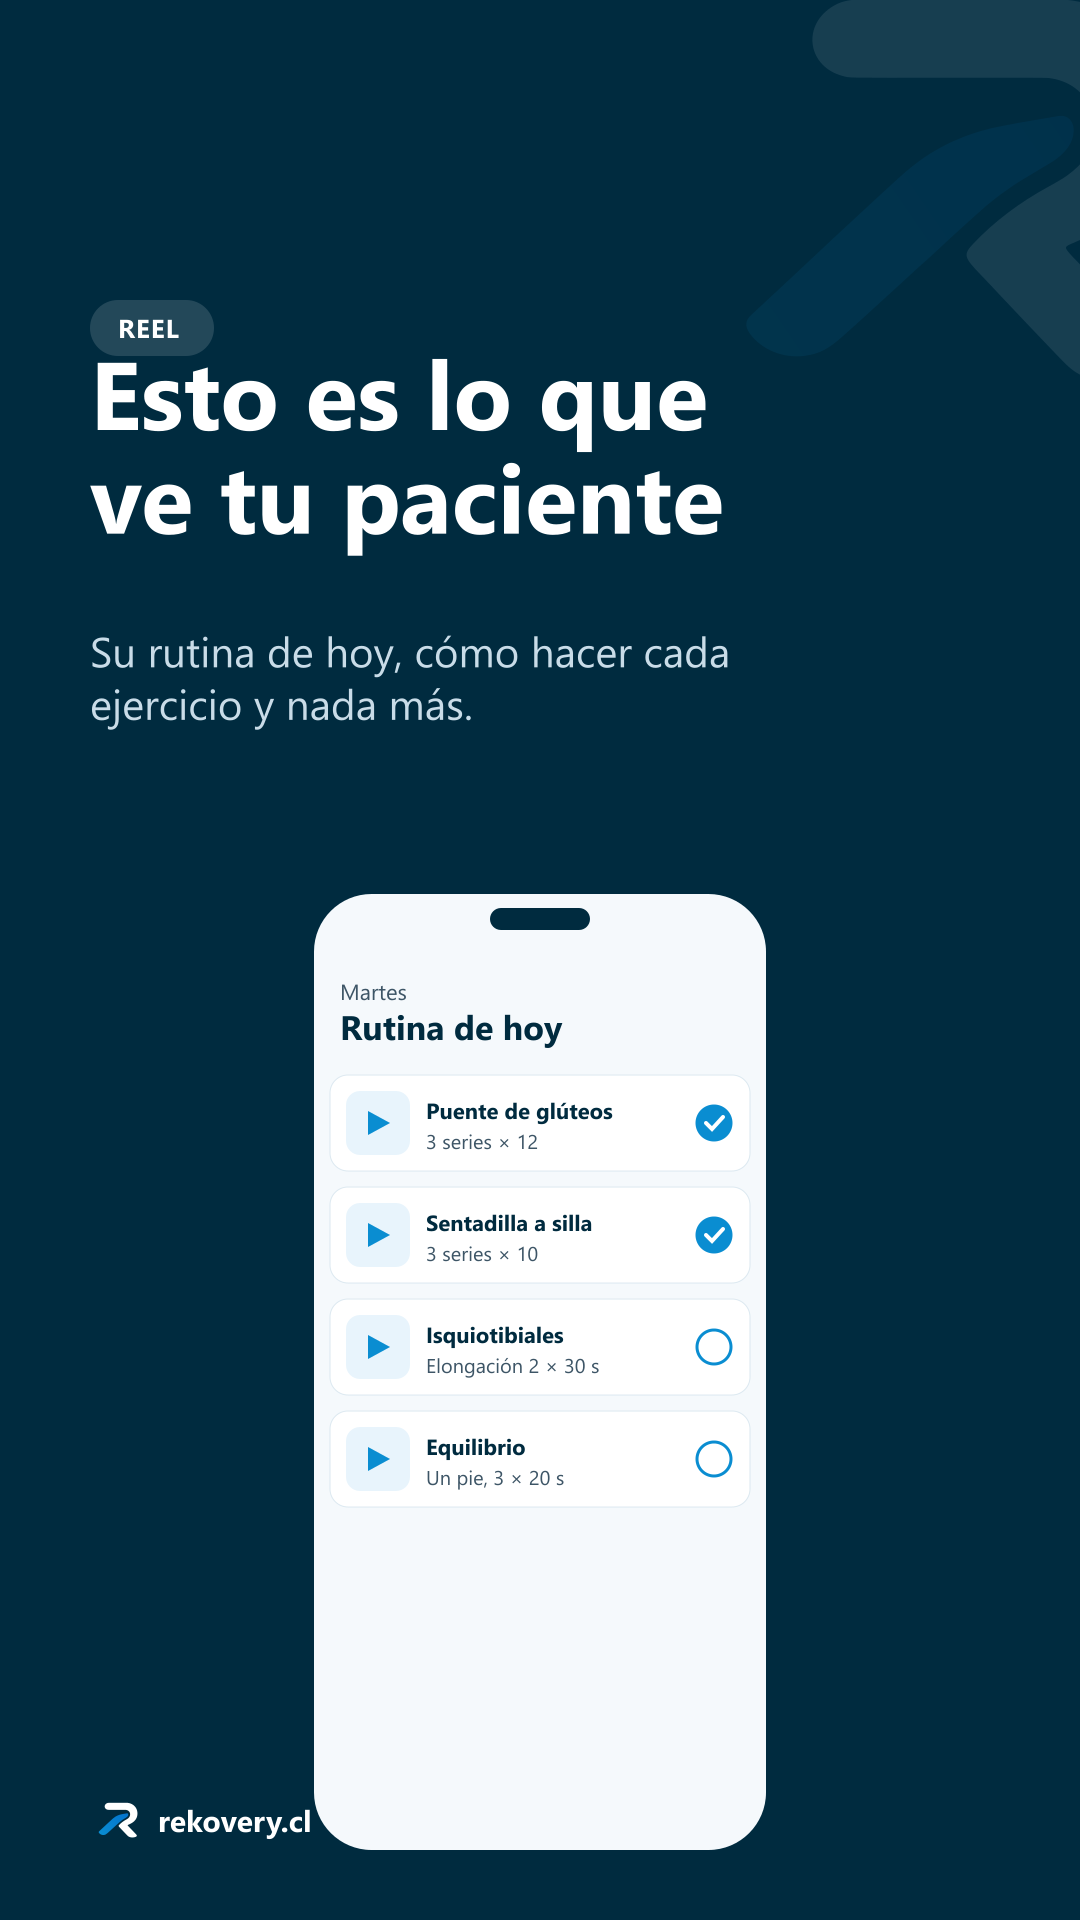 REEL
Esto es lo que
ve tu paciente
Su rutina de hoy, cómo hacer cada
ejercicio y nada más.
Martes
Rutina de hoy
Puente de glúteos
3 series × 12
Sentadilla a silla
3 series × 10
Isquiotibiales
Elongación 2 × 30 s
Equilibrio
Un pie, 3 × 20 s
rekovery.cl